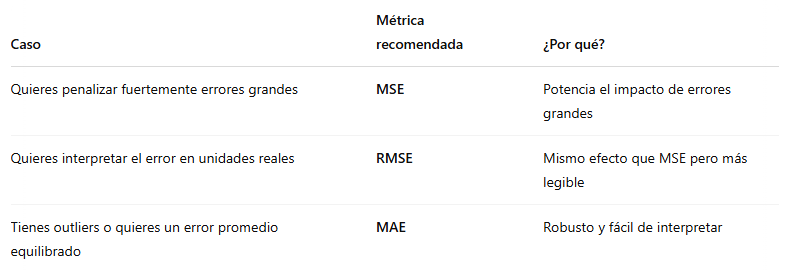 Caso
Métrica
recomendada
¿Por qué?
Quieres penalizar fuertemente errores grandes
MSE
Potencia el impacto de errores
grandes
Quieres interpretar el error en unidades reales
RMSE
Mismo efecto que MSE pero más
legible
Tienes outliers o quieres un error promedio
equilibrado
MAE
Robusto y fácil de interpretar